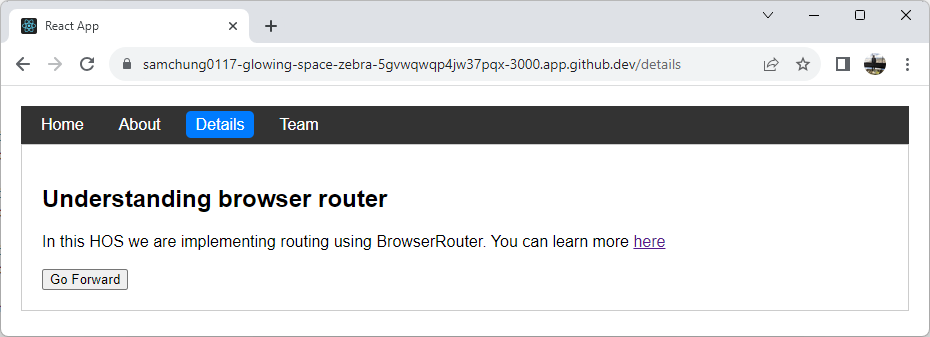 React App
samchung0117-glowing-space-zebra-5gvwqwqp4jw37pqx-3000.app.github.dev/details
Home About Details Team
Understanding browser router
In this HOS we are implementing routing using BrowserRouter. You can learn more here
Go Forward